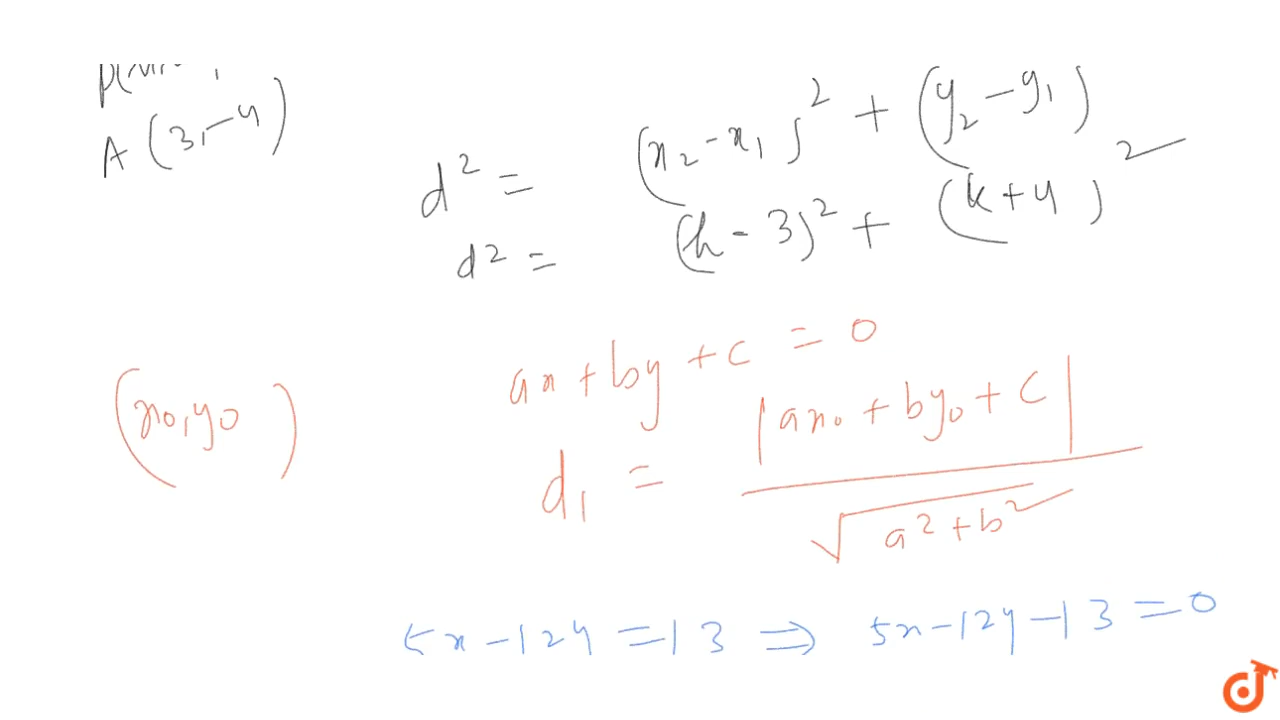 A (3, -4)
d² = (x₂ - x₁)² + (y₂ - y₁)²
d² = (h - 3)² + (k + 4)
ax + by + c = 0
(x₀, y₀)
d₁ = |ax₀ + by₀ + c| / √(a² + b²)
5x - 12y = 13 ⇒ 5x - 12y - 13 = 0